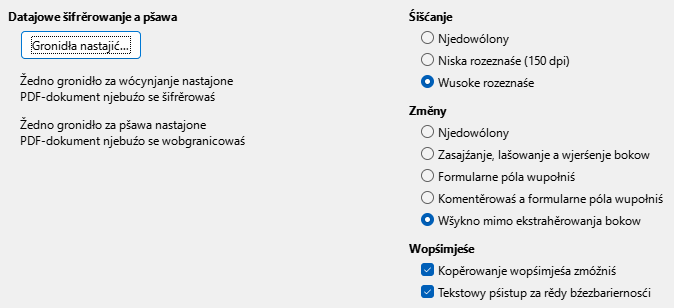 Datajowe šifrěrowanje a pšawa
Gronidła nastajić...
Žedno gronidło za wócynjanje nastajone
PDF-dokument njebuźo se šifrěrowaś
Žedno gronidło za pšawa nastajone
PDF-dokument njebuźo se wobgranicowaś
Śišćanje
Njedowólony
Niska rozeznaśe (150 dpi)
Wusoke rozeznaśe
Změny
Njedowólony
Zasajźanje, lašowanje a wjerśenje bokow
Formularne póla wupołniś
Komentěrowaś a formularne póla wupołniś
Wšykno mimo ekstrahěrowanja bokow
Wopśimjeśe
Kopěrowanje wopśimjeśa zmóžniś
Tekstowy pśistup za rědy bźezbariernosći